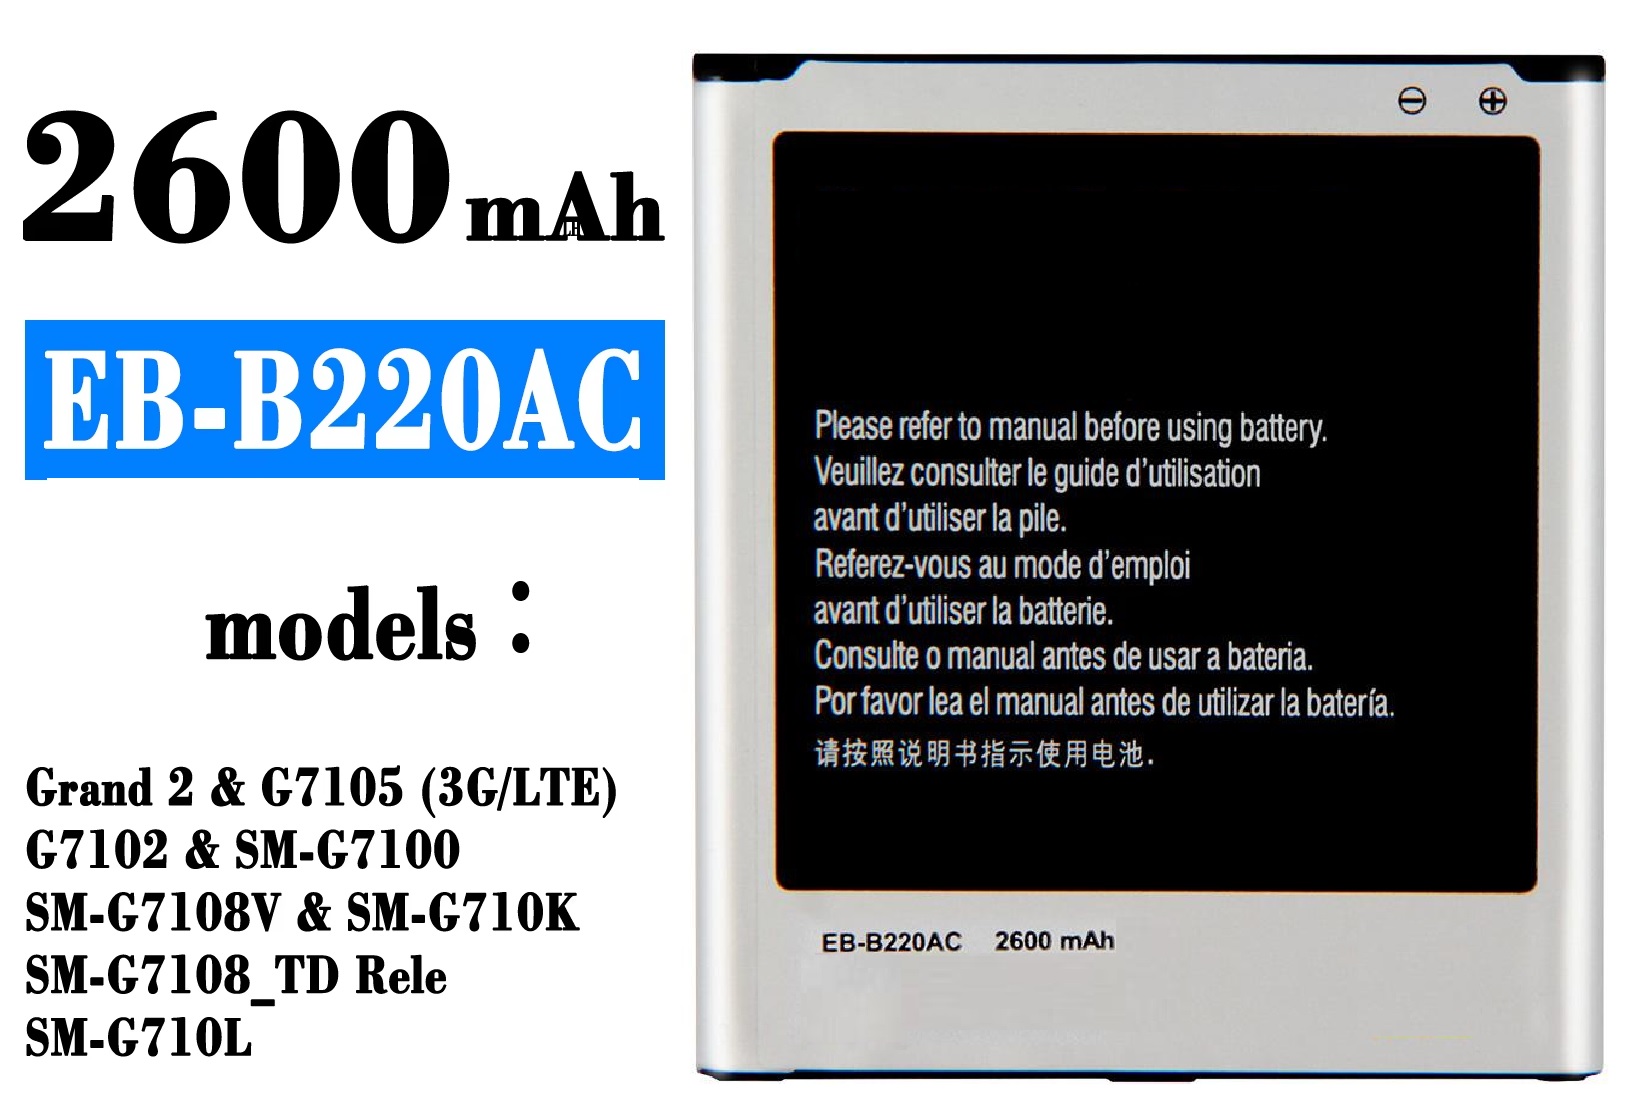 2600 mAh
EB-B220AC
models：
Grand 2 & G7105 (3G/LTE)
G7102 & SM-G7100
SM-G7108V & SM-G710K
SM-G7108_TD Rele
SM-G710L
Please refer to manual before using battery.
Veuillez consulter le guide d'utilisation
avant d'utiliser la pile.
Referez-vous au mode d'emploi
avant d'utiliser la batterie.
Consulte o manual antes de usar a bateria.
Por favor lea el manual antes de utilizar la batería.
请按照说明书指示使用电池.
EB-B220AC 2600 mAh